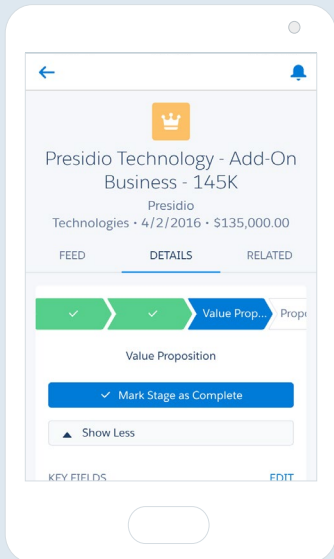 Presidio Technology - Add-On
Business - 145K
Presidio
Technologies • 4/2/2016 • $135,000.00
FEED DETAILS RELATED
Value Prop... Propo
Value Proposition
Mark Stage as Complete
Show Less
KEY FIELDS EDIT